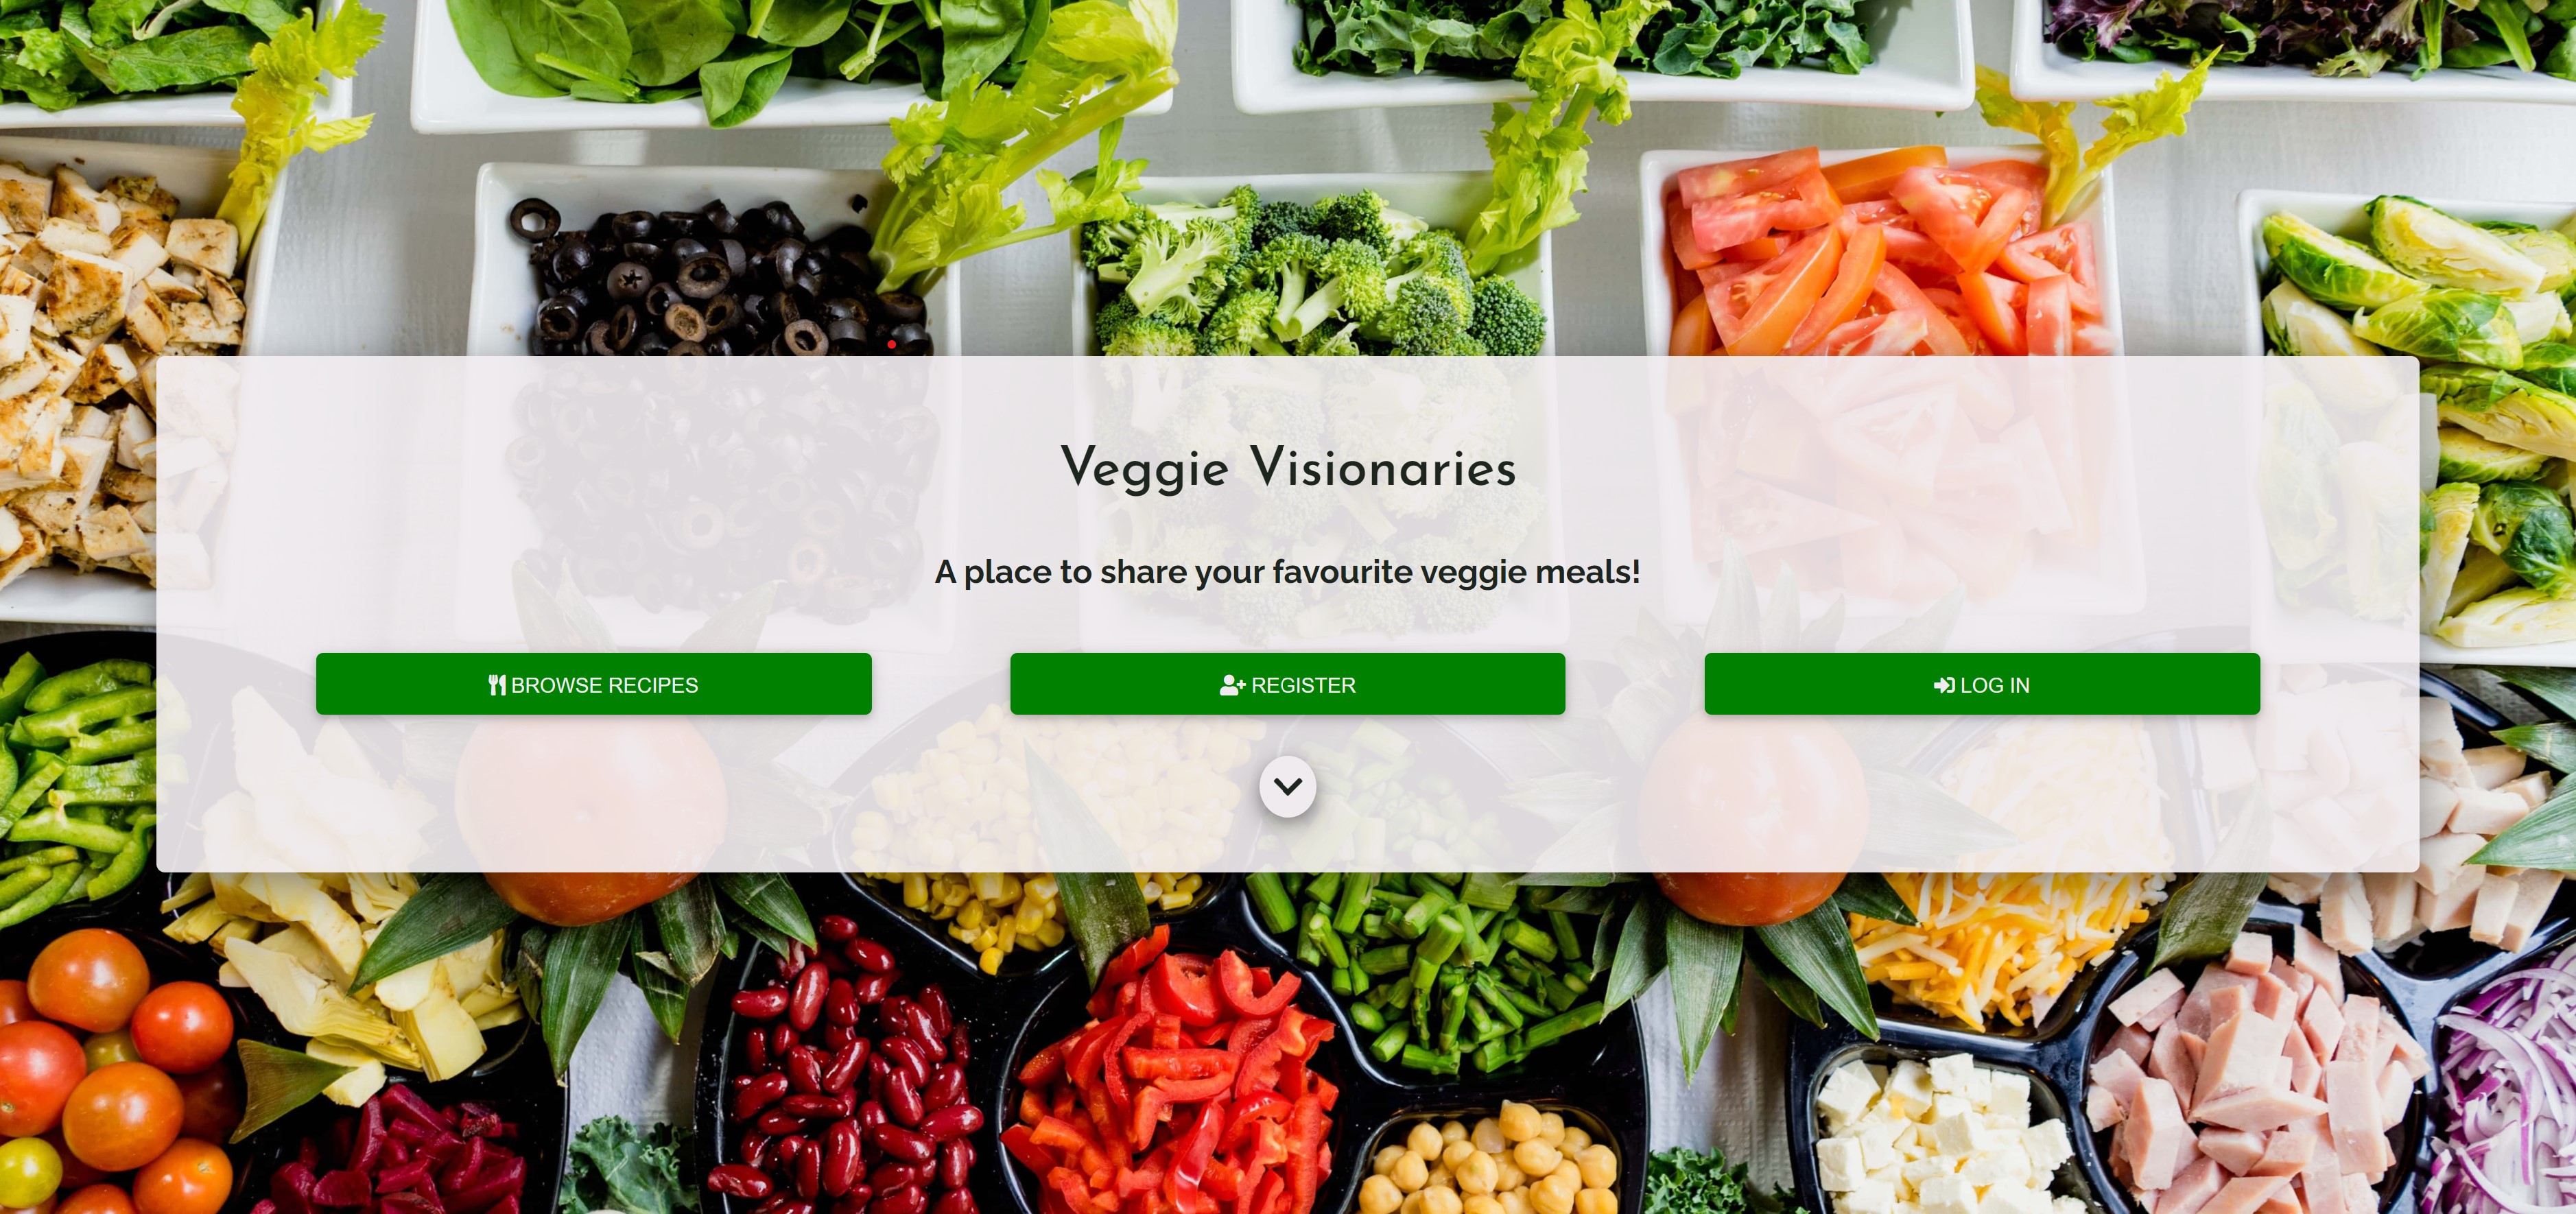 Veggie Visionaries
A place to share your favourite veggie meals!
BROWSE RECIPES
REGISTER
LOG IN